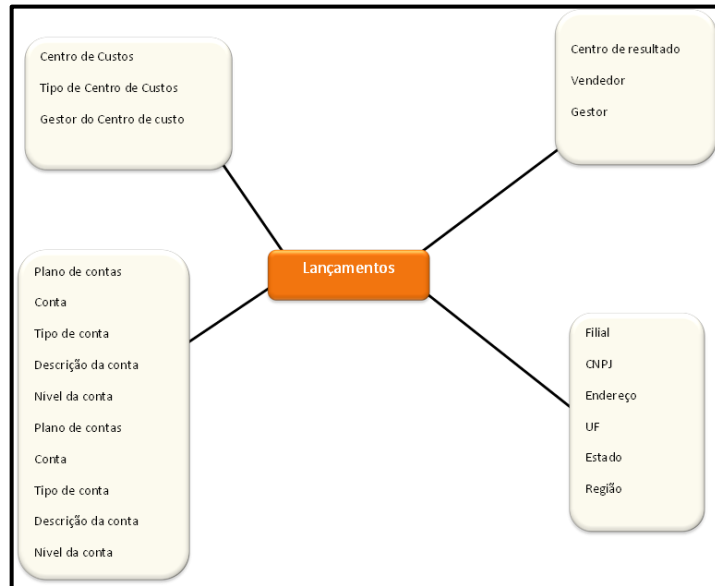 Centro de Custos
Tipo de Centro de Custos
Gestor do Centro de custo
Centro de resultado
Vendedor
Gestor
Lançamentos
Plano de contas
Conta
Tipo de conta
Descrição da conta
Nivel da conta
Plano de contas
Conta
Tipo de conta
Descrição da conta
Nivel da conta
Filial
CNPJ
Endereço
UF
Estado
Região